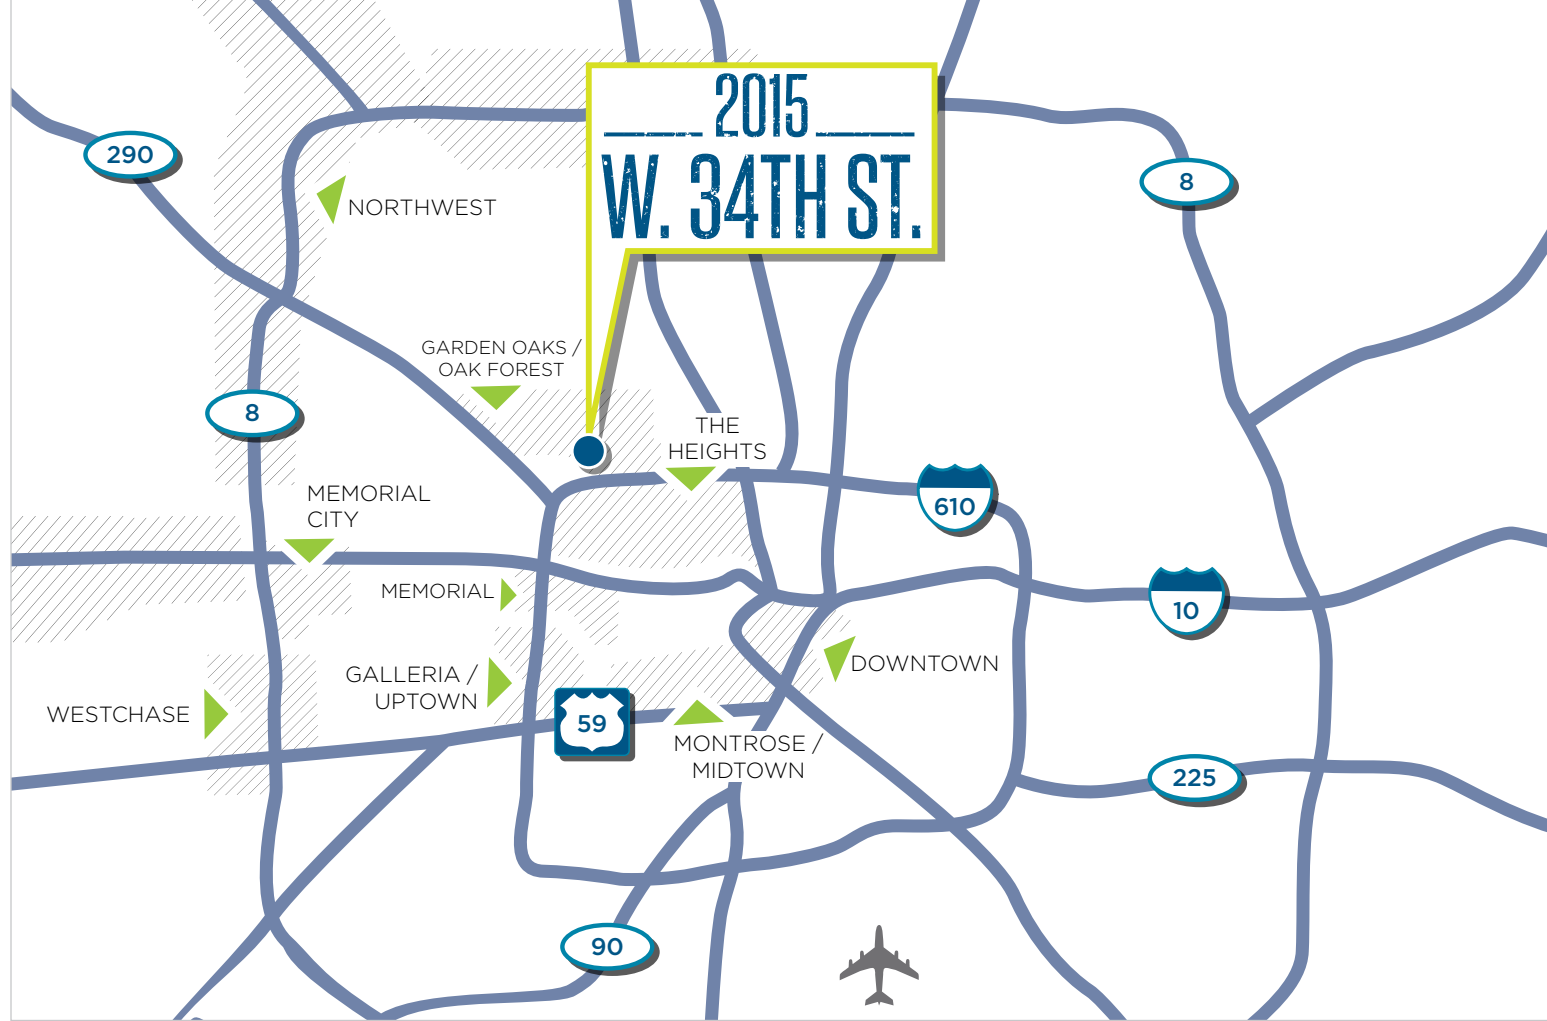 2015
W. 34TH ST.
290
8
NORTHWEST
GARDEN OAKS /
OAK FOREST
8
THE
HEIGHTS
MEMORIAL
CITY
610
MEMORIAL
10
GALLERIA /
UPTOWN
DOWNTOWN
WESTCHASE
59
MONTROSE /
MIDTOWN
225
90